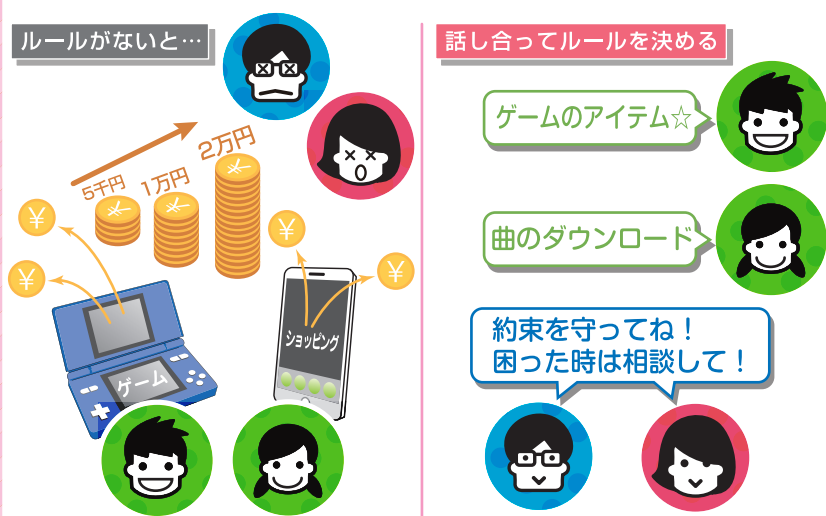 ルールがないと…
5千円
1万円
2万円
¥
¥
¥
¥
ゲーム
ショッピング
話し合ってルールを決める
ゲームのアイテム☆
曲のダウンロード
約束を守ってね！
困った時は相談して！